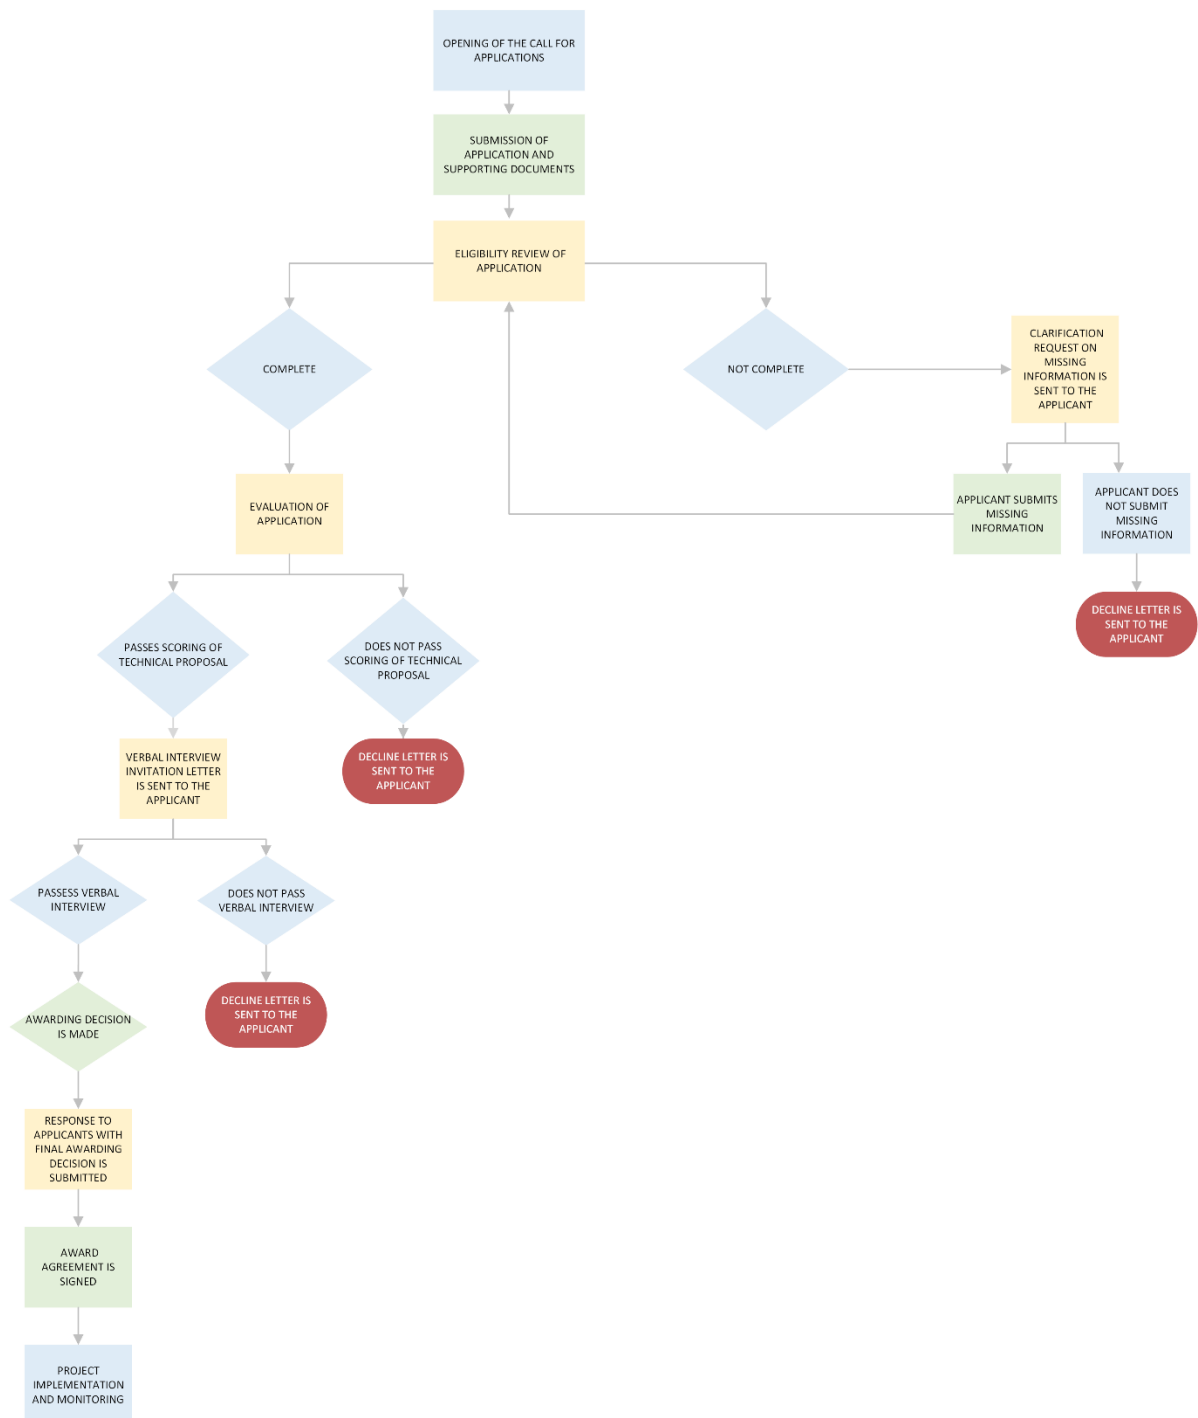 OPENING OF THE CALL FOR
APPLICATIONS
SUBMISSION OF
APPLICATION AND
SUPPORTING DOCUMENTS
ELIGIBILITY REVIEW OF
APPLICATION
COMPLETE
NOT COMPLETE
CLARIFICATION
REQUEST ON
MISSING
INFORMATION IS
SENT TO THE
APPLICANT
EVALUATION OF
APPLICATION
APPLICANT SUBMITS
MISSING
INFORMATION
APPLICANT DOES
NOT SUBMIT
MISSING
INFORMATION
DECLINE LETTER IS
SENT TO THE
APPLICANT
PASSES SCORING OF
TECHNICAL PROPOSAL
DOES NOT PASS
SCORING OF TECHNICAL
PROPOSAL
VERBAL INTERVIEW
INVITATION LETTER
IS SENT TO THE
APPLICANT
DECLINE LETTER IS
SENT TO THE
APPLICANT
PASSESS VERBAL
INTERVIEW
DOES NOT PASS
VERBAL INTERVIEW
AWARDING DECISION
IS MADE
DECLINE LETTER IS
SENT TO THE
APPLICANT
RESPONSE TO
APPLICANTS WITH
FINAL AWARDING
DECISION IS
SUBMITTED
AWARD
AGREEMENT IS
SIGNED
PROJECT
IMPLEMENTATION
AND MONITORING